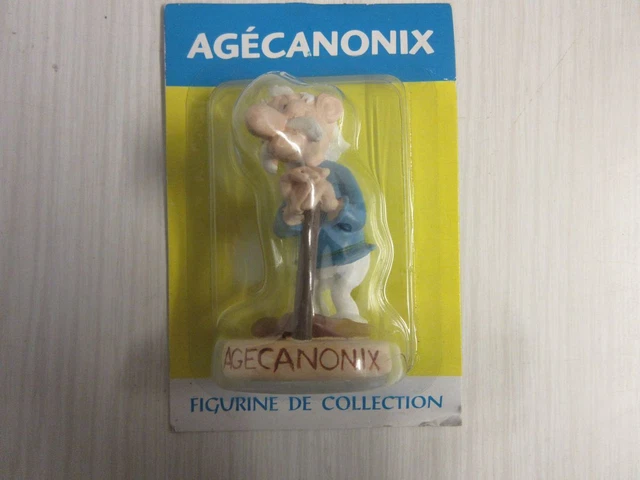 AGÉCANONIX
AGECANONIX
FIGURINE DE COLLECTION